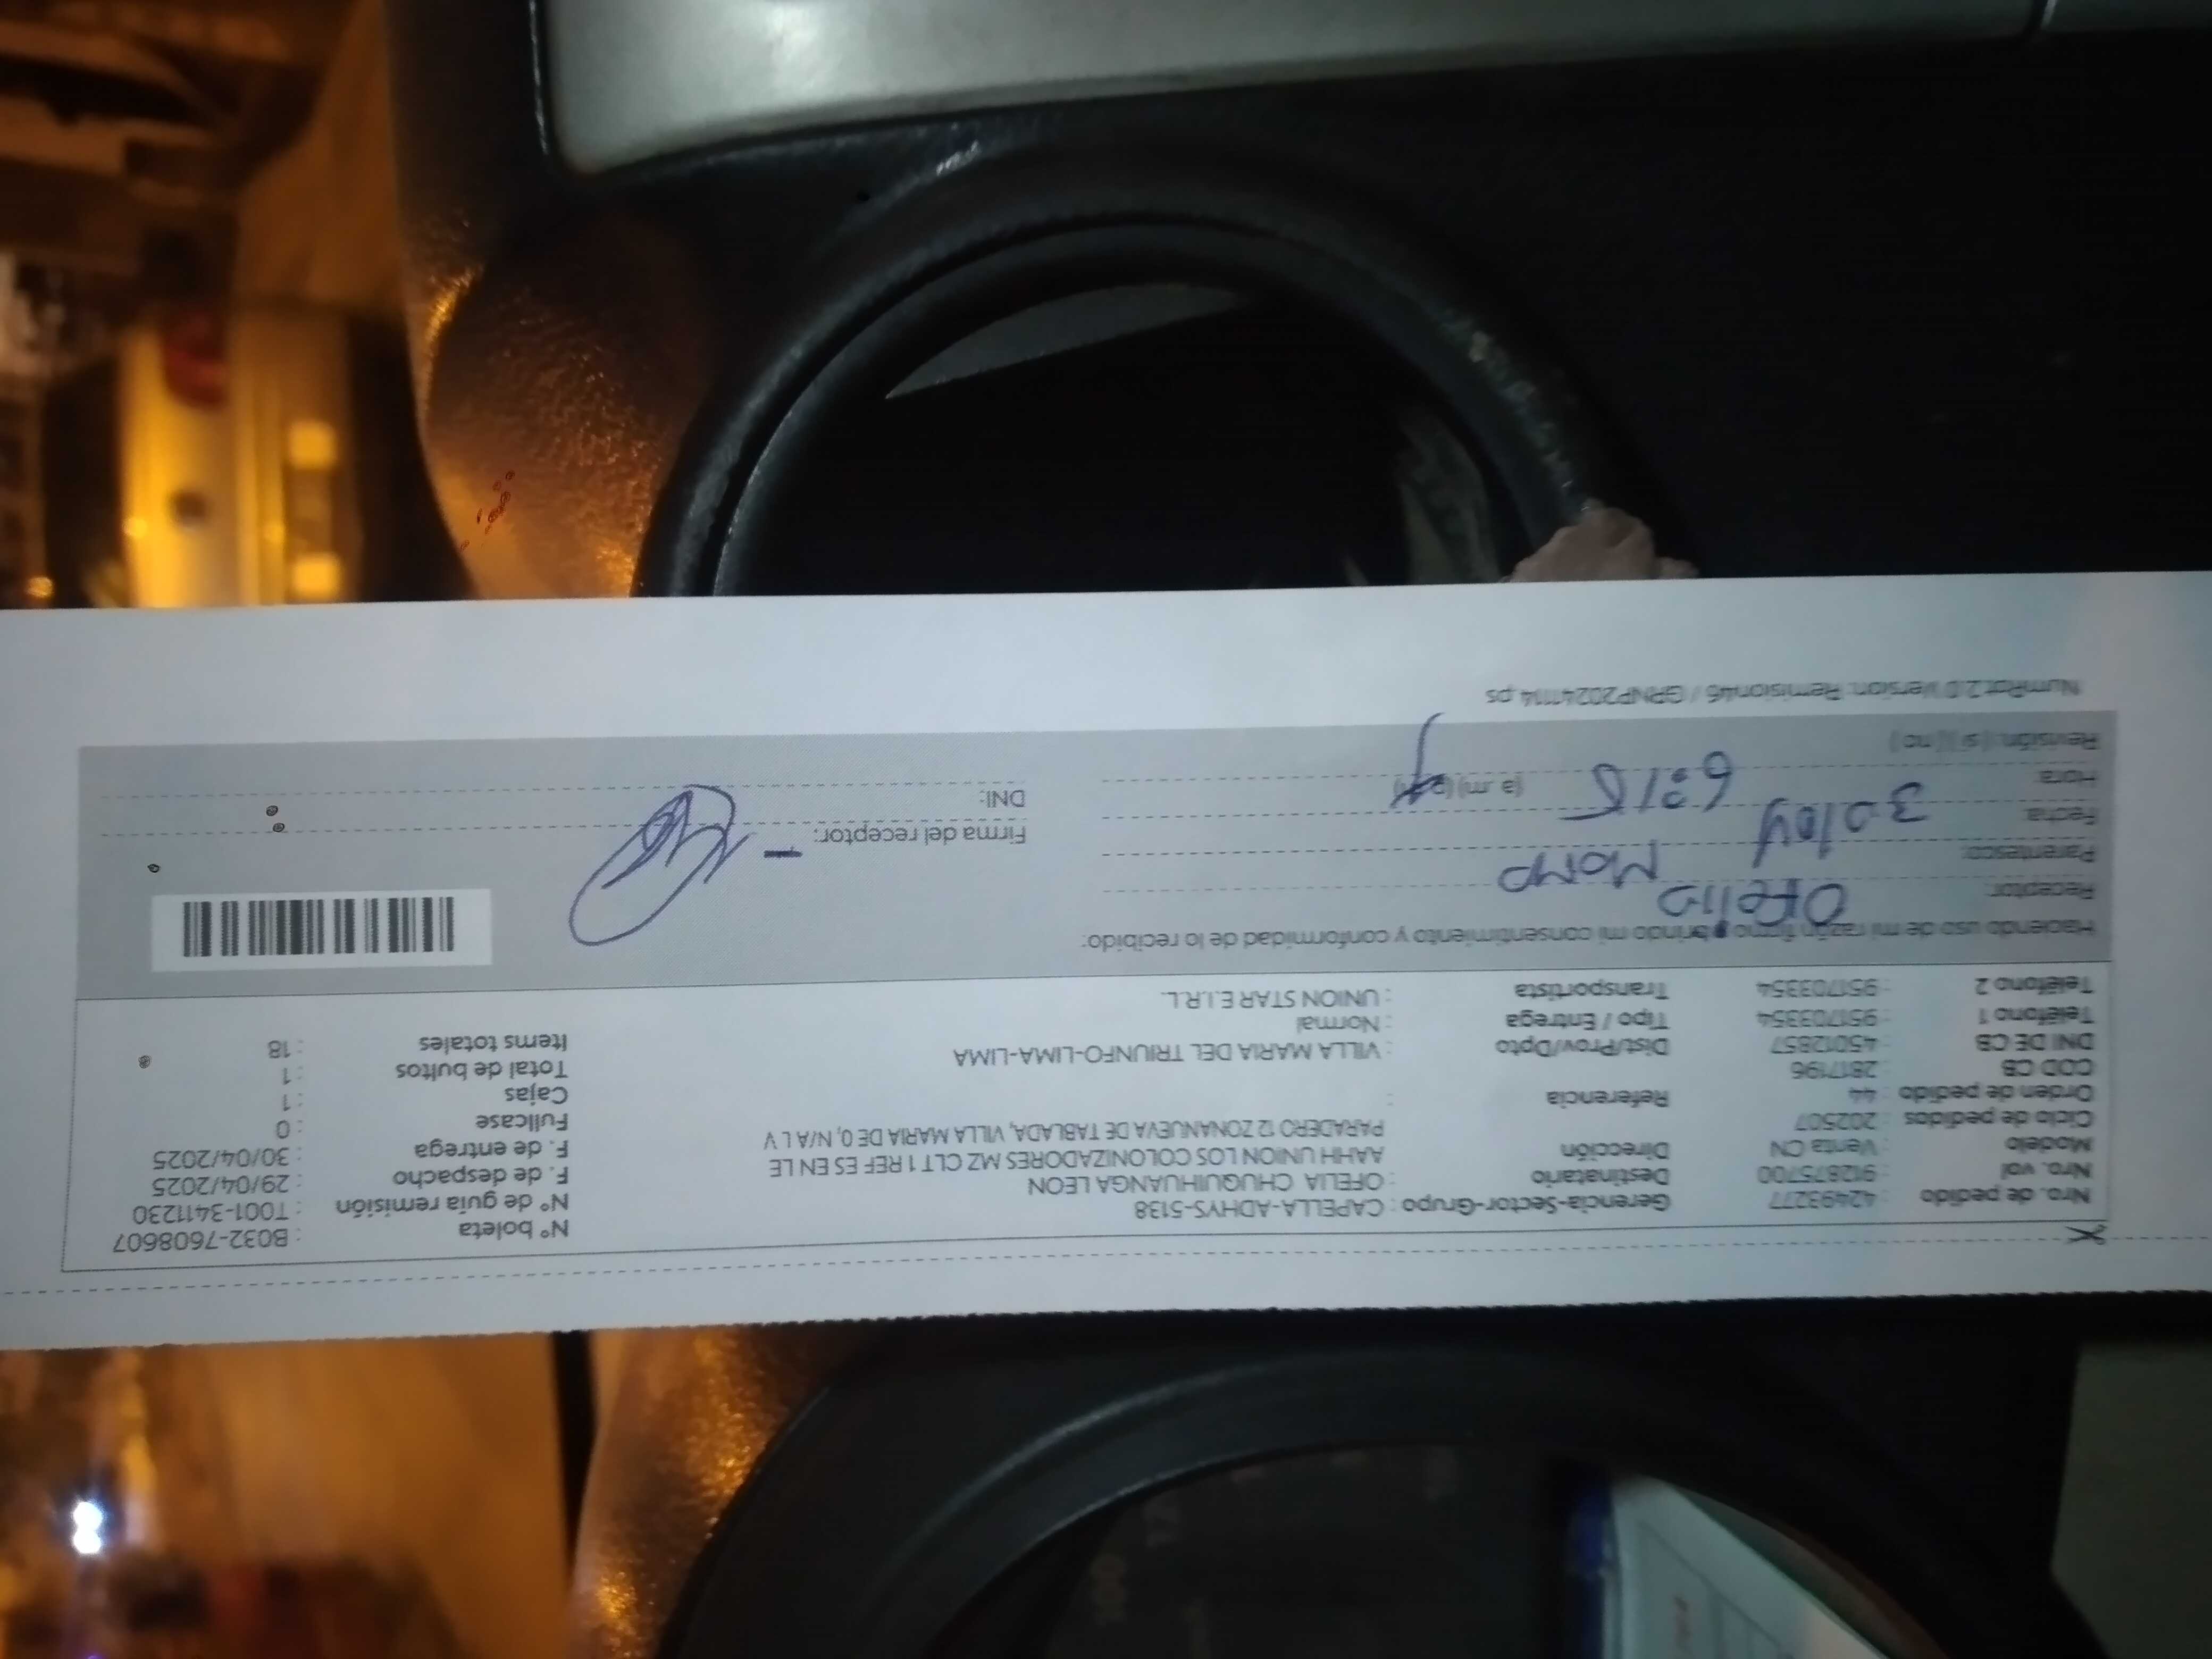 Nro. de pedido : 42493277 Gerencia-Sector-Grupo : CAPELLA-ADHYS-5138 N° boleta : B032-7608607
Nro. vol : 912875700 Destinatario : OFELIA CHUQUIHUANGA LEON N° de guía remisión : T001-3411230
Modelo : Venta CN Dirección AAHH UNION LOS COLONIZADORES MZ CLT 1 REF ES EN LE F. de despacho : 29/04/2025
Ciclo de pedidos : 202507 PARADERO 12 ZONANUEVA DE TABLADA, VILLA MARIA DE 0, N/A L V F. de entrega : 30/04/2025
Orden de pedido : 44 Referencia : Fullcase : 0
COD CB : 2817196 Cajas : 1
DNI DE CB : 45012857 Dist/Prov/Dpto : VILLA MARIA DEL TRIUNFO-LIMA-LIMA Total de bultos : 1
Teléfono 1 : 951703354 Tipo / Entrega : Normal Items totales : 18
Teléfono 2 : 951703354 Transportista : UNION STAR E.I.R.L.
Haciendo uso de mi razón firmo y brindo mi consentimiento y conformidad de lo recibido:
Receptor: Ofelia
Parentesco: Mama
Fecha: 30/04 Firma del receptor:
Hora: 6:15 (a.m) (p DNI:
Revisión: ( si )( no )
NumRot.2.0 Version: Remision46 / GRNP20241114.ps